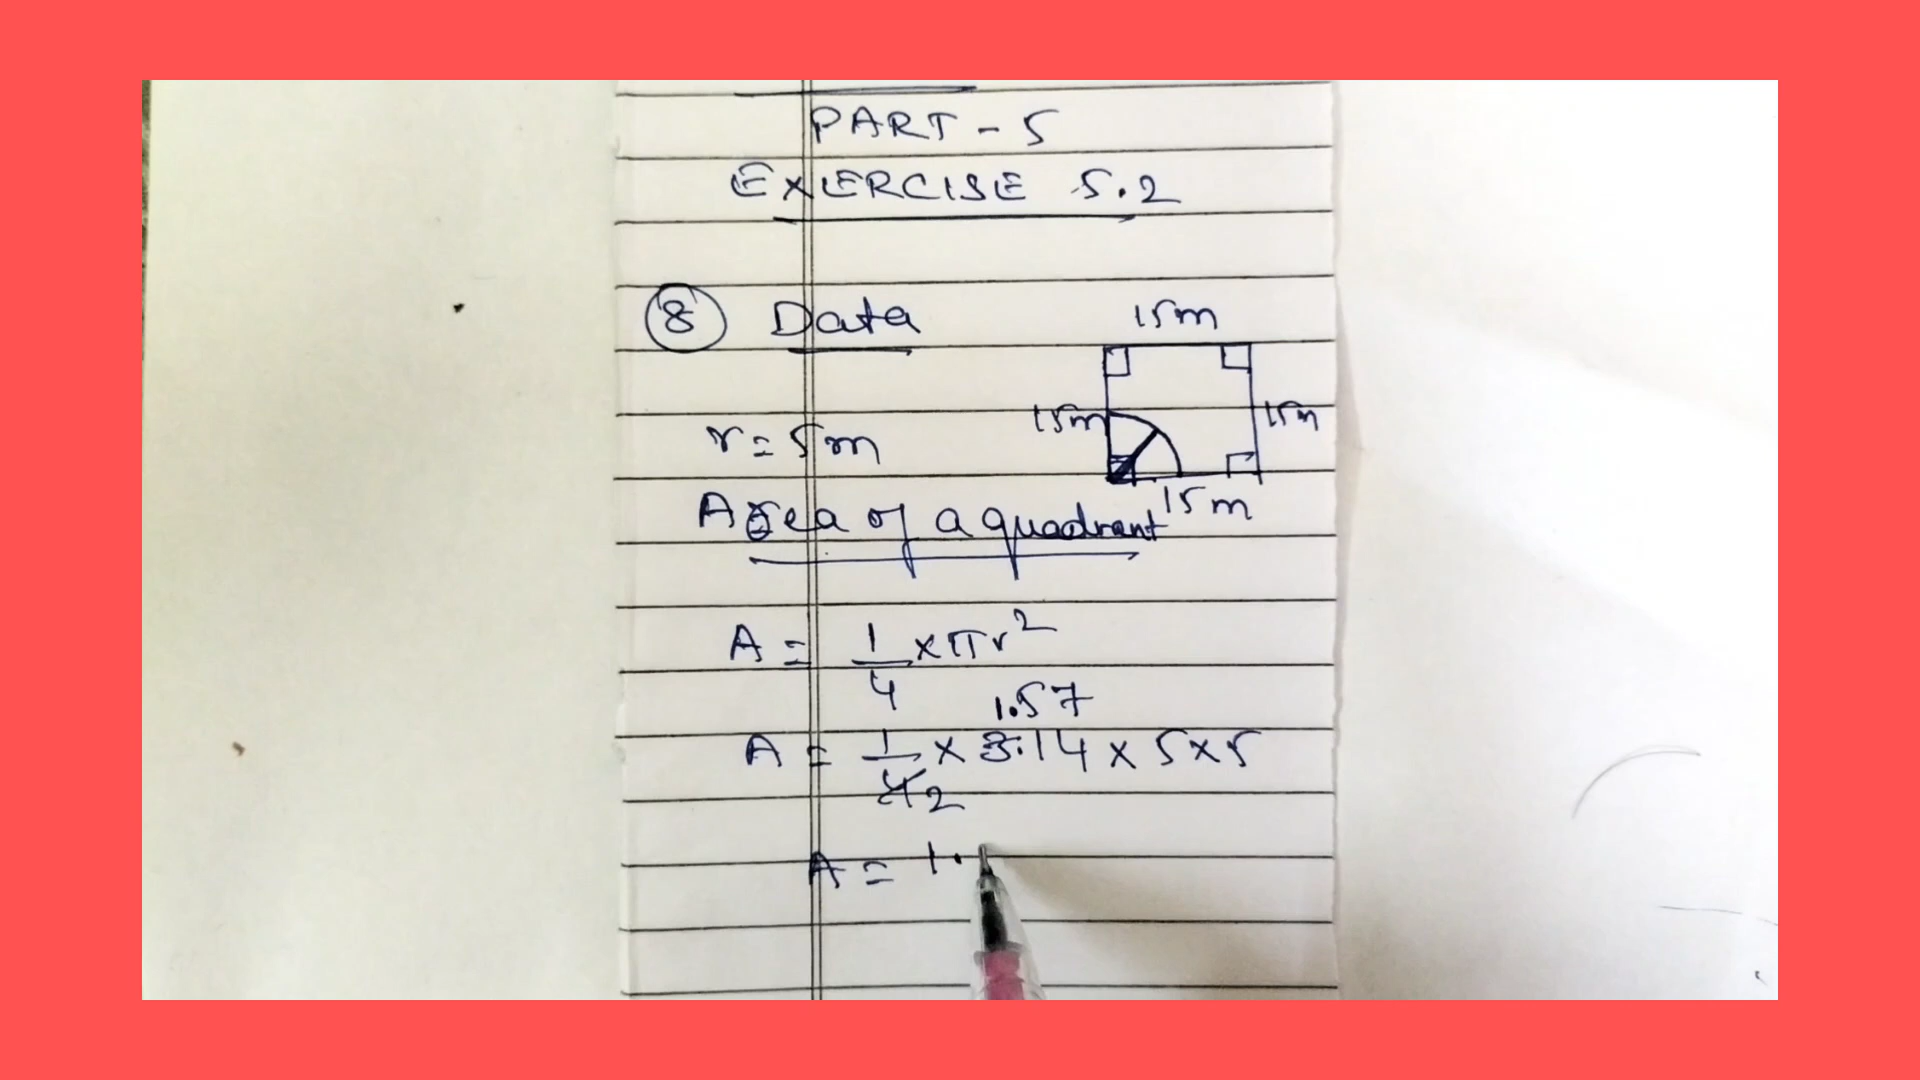 PART - 5
EXERCISE 5.2
8 Data
15m
15m
15m
r = 5m
15m
Area of a quadrant
A = 1/4 × πr²
1.57
A = 1/4 × 3.14 × 5 × 5
2
A = 1.